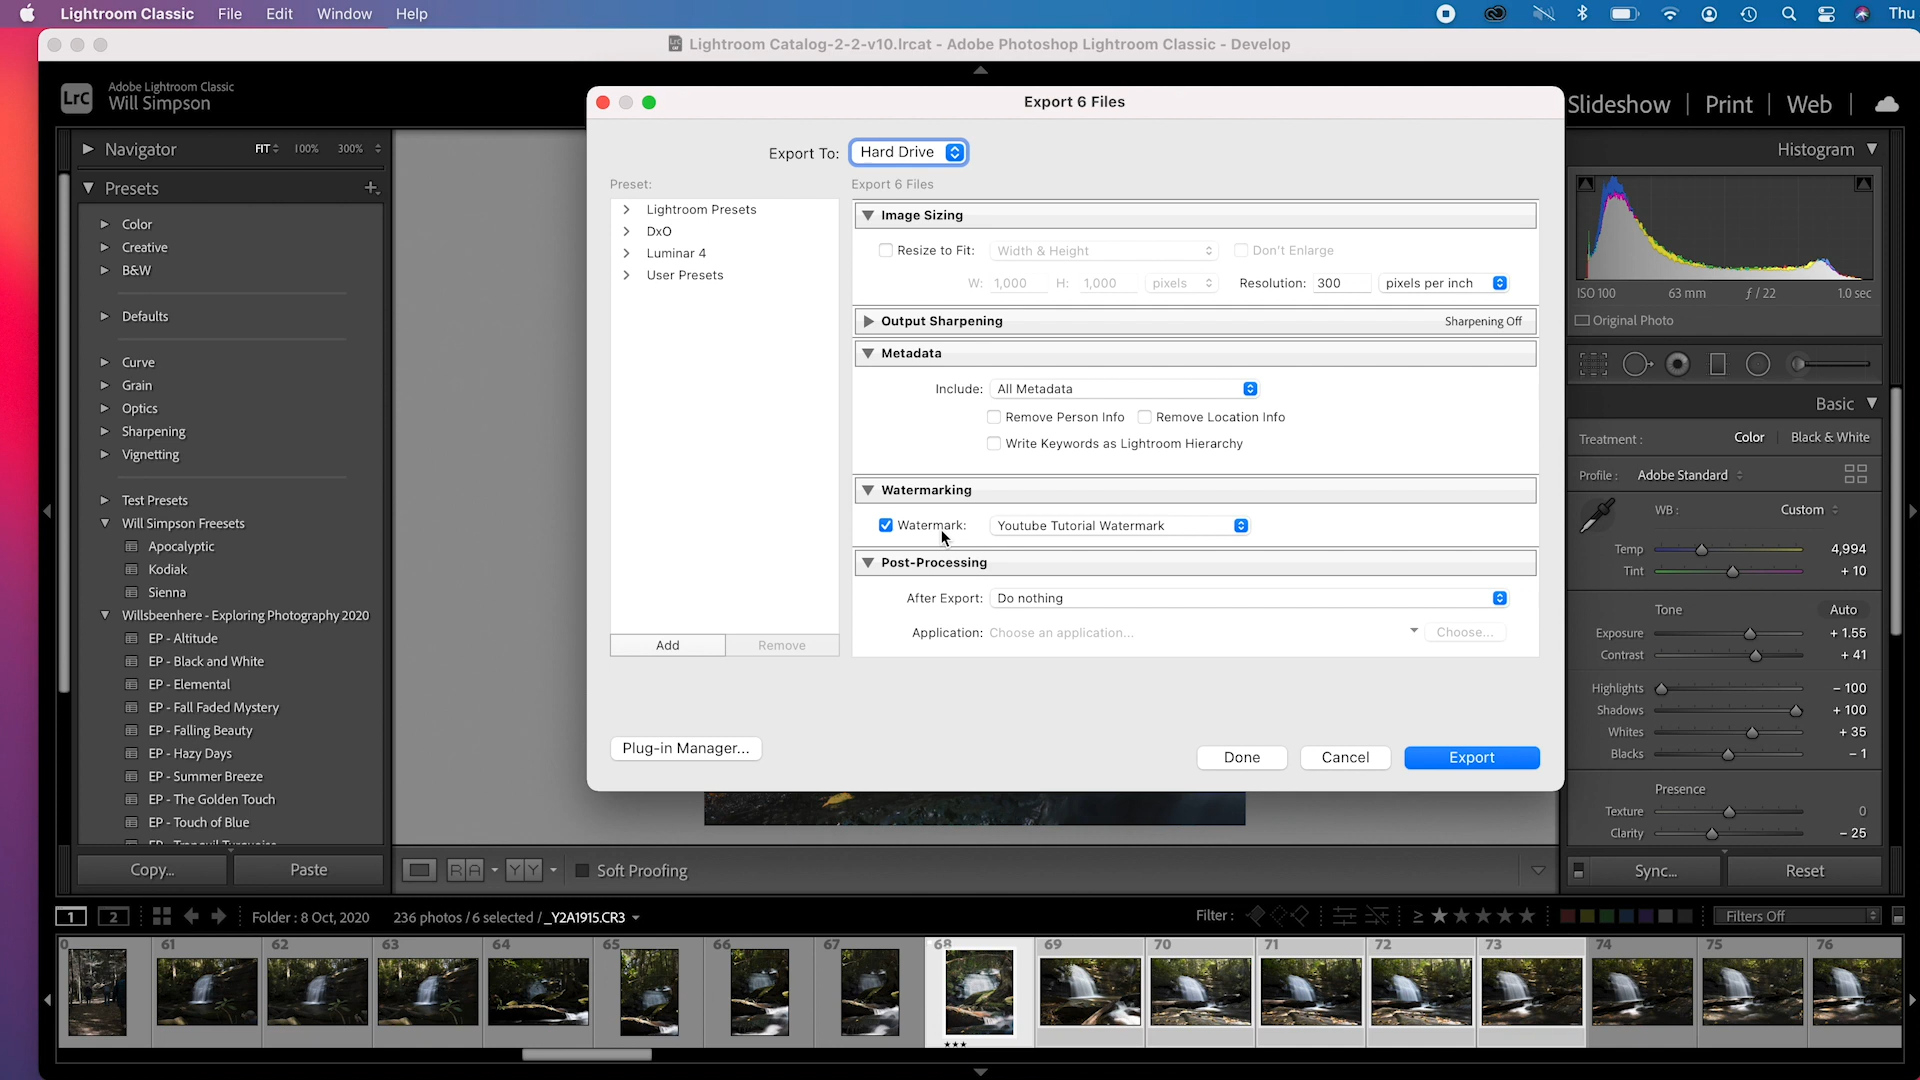 Lightroom Classic File Edit Window Help Thu
Lightroom Catalog-2-2-v10.lrcat - Adobe Photoshop Lightroom Classic - Develop
LrC Adobe Lightroom Classic
Will Simpson
Slideshow | Print | Web
Navigator FIT 100% 300%
Presets
Color
Creative
B&W
Defaults
Curve
Grain
Optics
Sharpening
Vignetting
Test Presets
Will Simpson Freesets
Apocalyptic
Kodiak
Sienna
Willsbeenhere - Exploring Photography 2020
EP - Altitude
EP - Black and White
EP - Elemental
EP - Fall Faded Mystery
EP - Falling Beauty
EP - Hazy Days
EP - Summer Breeze
EP - The Golden Touch
EP - Touch of Blue
Copy... Paste
Export 6 Files
Export To: Hard Drive
Preset:
Lightroom Presets
DxO
Luminar 4
User Presets
Add Remove
Plug-in Manager...
Export 6 Files
Image Sizing
Resize to Fit: Width & Height Don't Enlarge
W: 1,000 H: 1,000 pixels Resolution: 300 pixels per inch
Output Sharpening Sharpening Off
Metadata
Include: All Metadata
Remove Person Info Remove Location Info
Write Keywords as Lightroom Hierarchy
Watermarking
Watermark: Youtube Tutorial Watermark
Post-Processing
After Export: Do nothing
Application: Choose an application... Choose...
Done Cancel Export
Histogram
ISO 100 63 mm ƒ / 22 1.0 sec
Original Photo
Basic
Treatment : Color Black & White
Profile : Adobe Standard
WB : Custom
Temp 4,994
Tint + 10
Tone Auto
Exposure + 1.55
Contrast + 41
Highlights - 100
Shadows + 100
Whites + 35
Blacks - 1
Presence
Texture 0
Clarity - 25
Sync... Reset
R A Y Y Soft Proofing
1 2 Folder : 8 Oct, 2020 236 photos / 6 selected / _Y2A1915.CR3 Filter : ≥ Filters Off
0 61 62 63 64 65 66 67 68 69 70 71 72 73 74 75 76